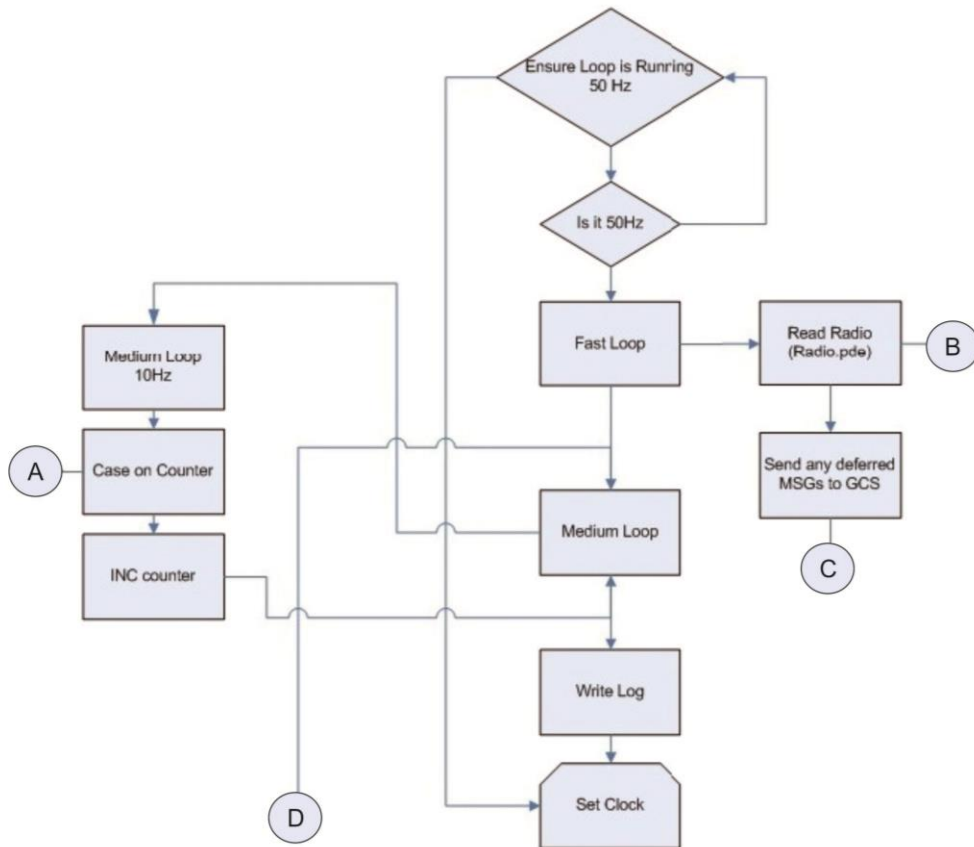 Ensure Loop is Running
50 Hz
Is it 50Hz
Fast Loop
Read Radio
(Radio.pde)
B
Medium Loop
10Hz
A
Case on Counter
Send any deferred
MSGs to GCS
Medium Loop
C
INC counter
Write Log
D
Set Clock